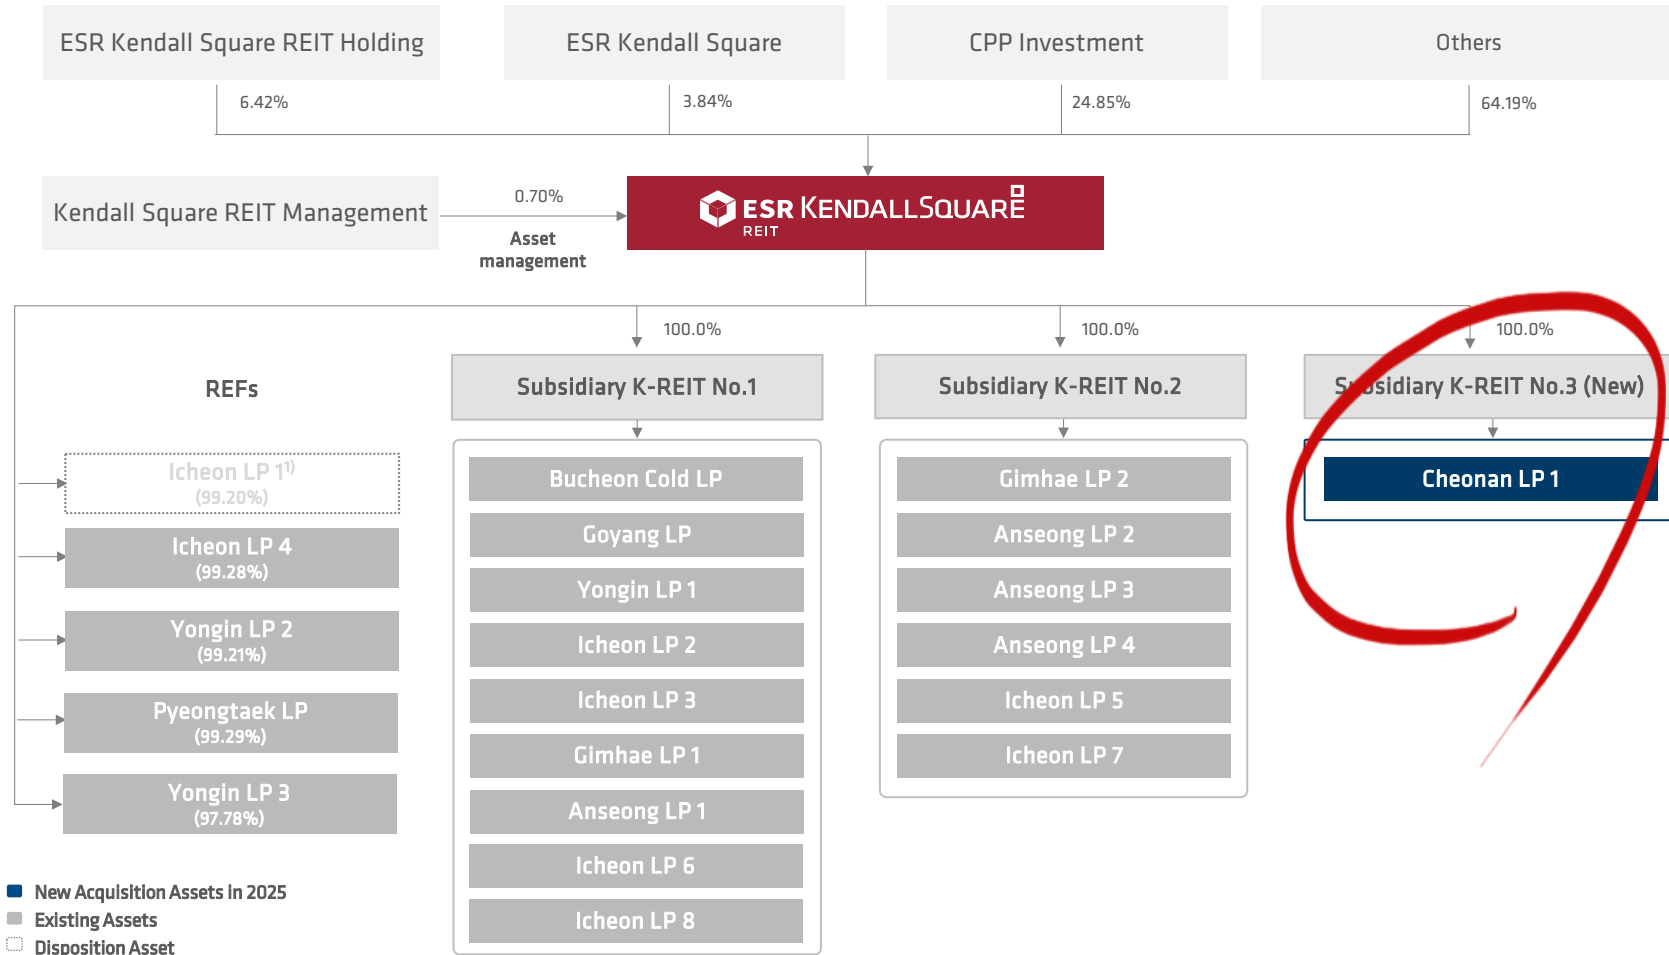 ESR Kendall Square REIT Holding
ESR Kendall Square
CPP Investment
Others
6.42%
3.84%
24.85%
64.19%
Kendall Square REIT Management
0.70%
Asset
management
ESR KENDALLSQUARE
REIT
100.0%
100.0%
100.0%
REFs
Subsidiary K-REIT No.1
Subsidiary K-REIT No.2
Subsidiary K-REIT No.3 (New)
Icheon LP 1¹⁾
(99.20%)
Icheon LP 4
(99.28%)
Yongin LP 2
(99.21%)
Pyeongtaek LP
(99.29%)
Yongin LP 3
(97.78%)
Bucheon Cold LP
Goyang LP
Yongin LP 1
Icheon LP 2
Icheon LP 3
Gimhae LP 1
Anseong LP 1
Icheon LP 6
Icheon LP 8
Gimhae LP 2
Anseong LP 2
Anseong LP 3
Anseong LP 4
Icheon LP 5
Icheon LP 7
Cheonan LP 1
New Acquisition Assets in 2025
Existing Assets
Disposition Asset